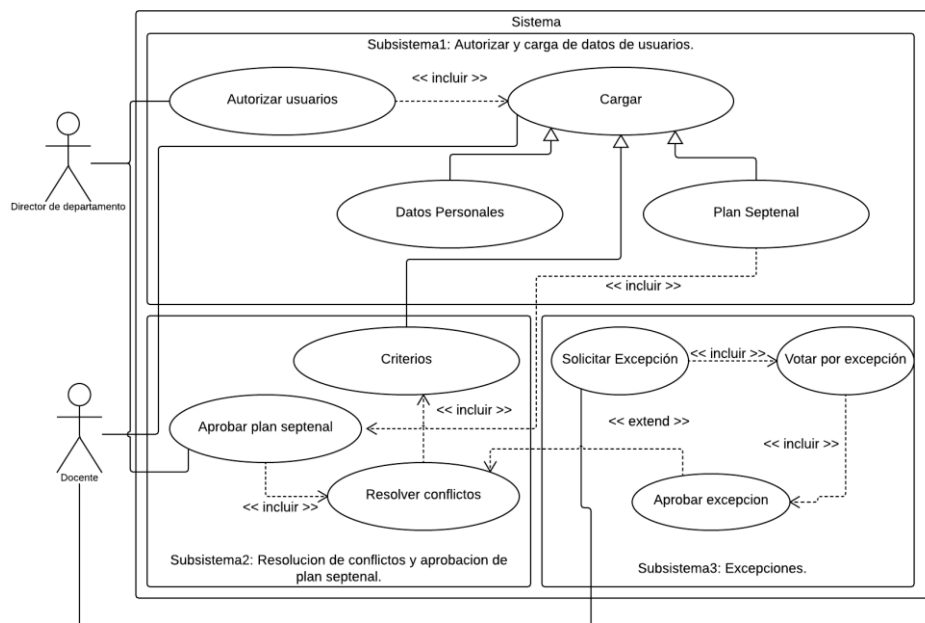 Sistema
Subsistema1: Autorizar y carga de datos de usuarios.
<< incluir >>
Autorizar usuarios
Cargar
Director de departamento
Datos Personales
Plan Septenal
<< incluir >>
Criterios
Solicitar Excepción
<< incluir >>
Votar por excepción
<< incluir >>
<< extend >>
Aprobar plan septenal
<< incluir >>
Docente
Resolver conflictos
Aprobar excepcion
<< incluir >>
Subsistema2: Resolucion de conflictos y aprobacion de
plan septenal.
Subsistema3: Excepciones.